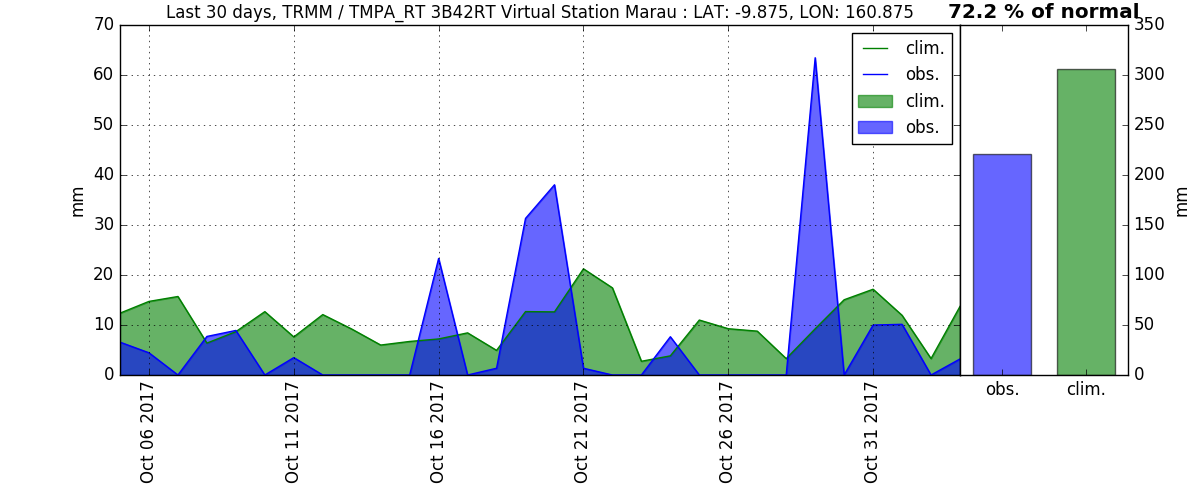 Last 30 days, TRMM / TMPA_RT 3B42RT Virtual Station Marau : LAT: -9.875, LON: 160.875
72.2 % of normal
70
60
50
40
30
20
10
0
mm
clim.
obs.
clim.
obs.
350
300
250
200
150
100
50
0
mm
Oct 06 2017
Oct 11 2017
Oct 16 2017
Oct 21 2017
Oct 26 2017
Oct 31 2017
obs.
clim.